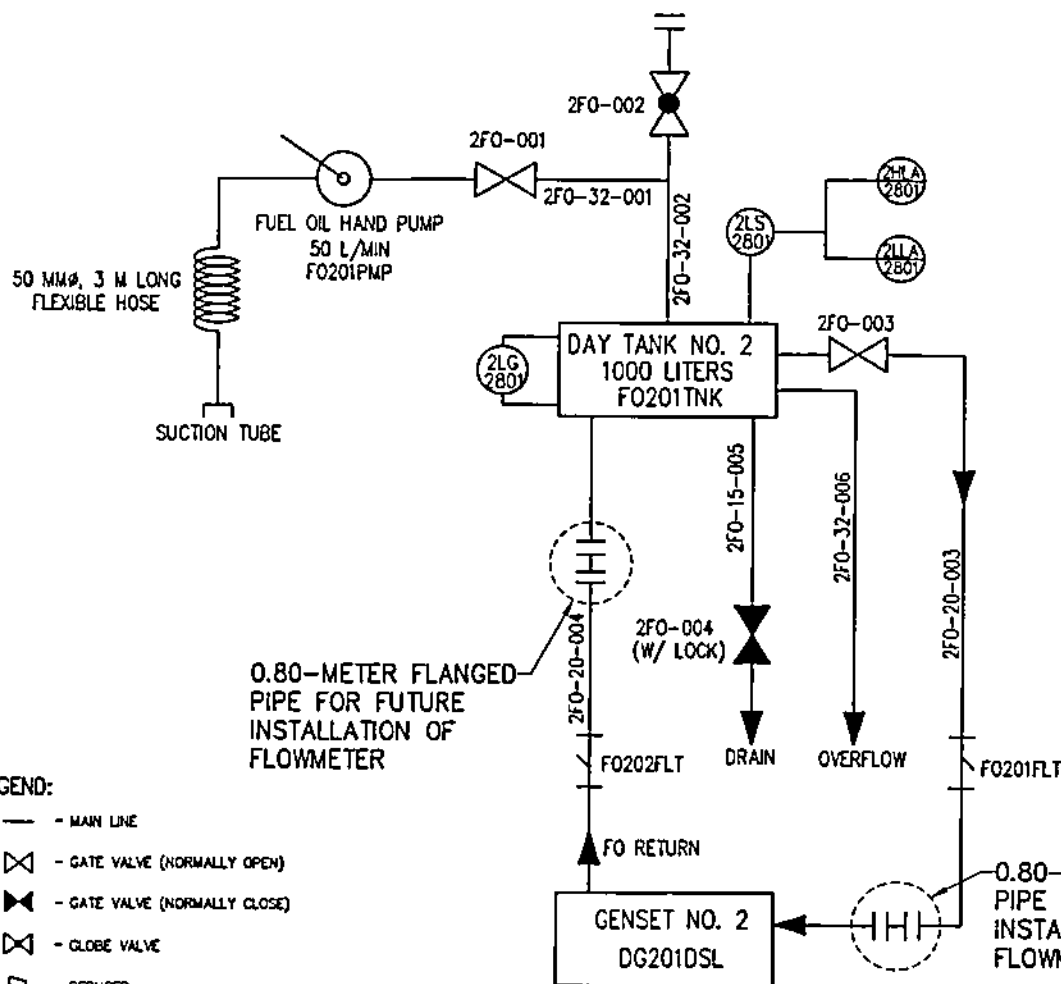 2FO-002
2FO-001
2FO-32-001
2FO-32-002
FUEL OIL HAND PUMP
50 L/MIN
FO201PMP
50 MMø, 3 M LONG
FLEXIBLE HOSE
SUCTION TUBE
2LS
2801
2HLA
2801
2LLA
2801
2LG
2801
DAY TANK NO. 2
1000 LITERS
FO201TNK
2FO-003
2FO-15-005
2FO-32-006
2FO-20-003
2FO-20-004
2FO-004
(W/ LOCK)
0.80-METER FLANGED
PIPE FOR FUTURE
INSTALLATION OF
FLOWMETER
DRAIN
OVERFLOW
FO202FLT
FO201FLT
FO RETURN
GENSET NO. 2
DG201DSL
0.80-
PIPE
INSTA
FLOWM
GEND:
- MAIN LINE
- GATE VALVE (NORMALLY OPEN)
- GATE VALVE (NORMALLY CLOSE)
- GLOBE VALVE